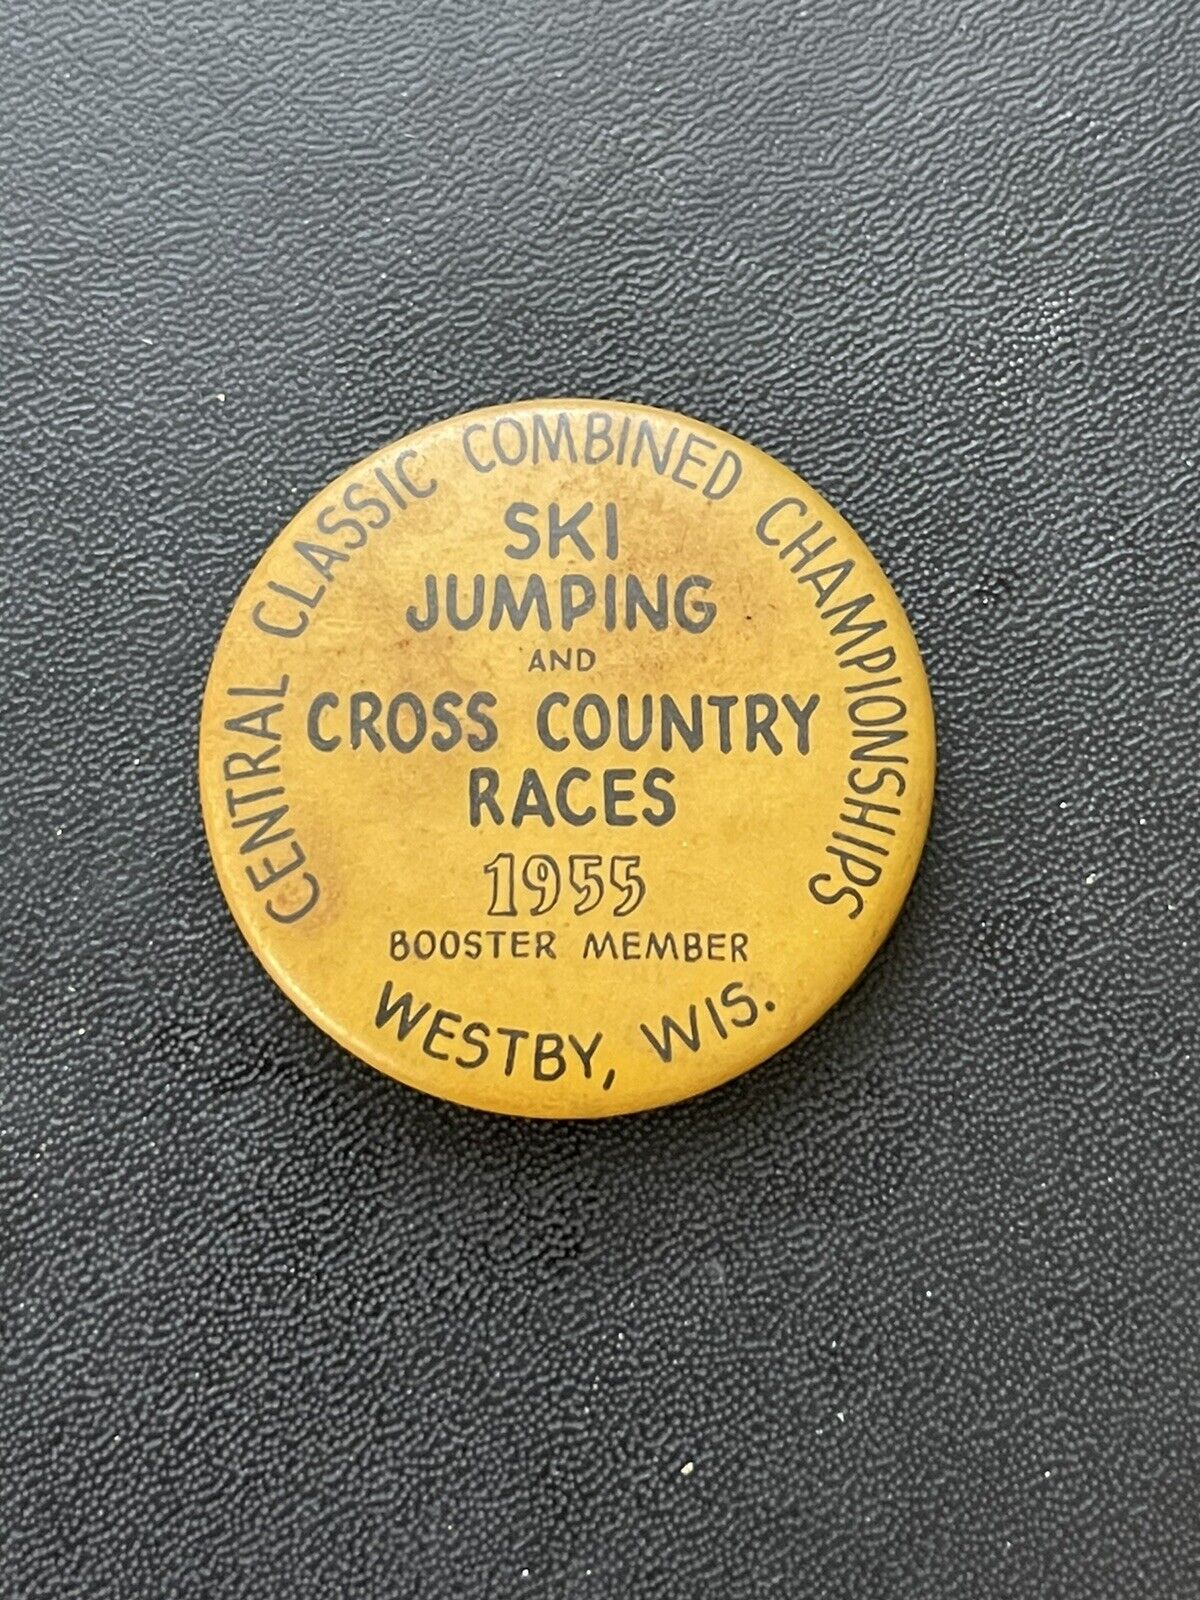 CENTRAL CLASSIC COMBINED CHAMPIONSHIPS
SKI
JUMPING
AND
CROSS COUNTRY
RACES
1955
BOOSTER MEMBER
WESTBY, WIS.